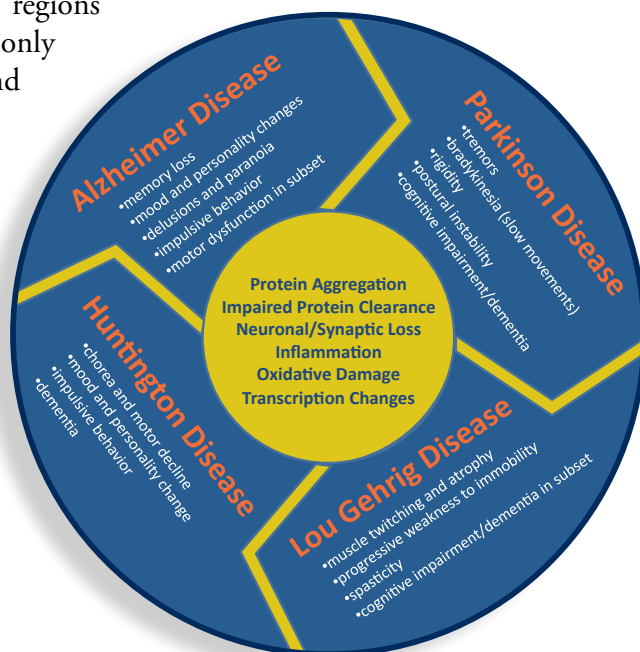 regions
only
nd
Alzheimer Disease
•memory loss
•mood and personality changes
•delusions and paranoia
•impulsive behavior
•motor dysfunction in subset
Parkinson Disease
•tremors
•bradykinesia (slow movements)
•rigidity
•postural instability
•cognitive impairment/dementia
Protein Aggregation
Impaired Protein Clearance
Neuronal/Synaptic Loss
Inflammation
Oxidative Damage
Transcription Changes
Huntington Disease
•chorea and motor decline
•mood and personality change
•impulsive behavior
•dementia
Lou Gehrig Disease
•muscle twitching and atrophy
•progressive weakness to immobility
•spasticity
•cognitive impairment/dementia in subset